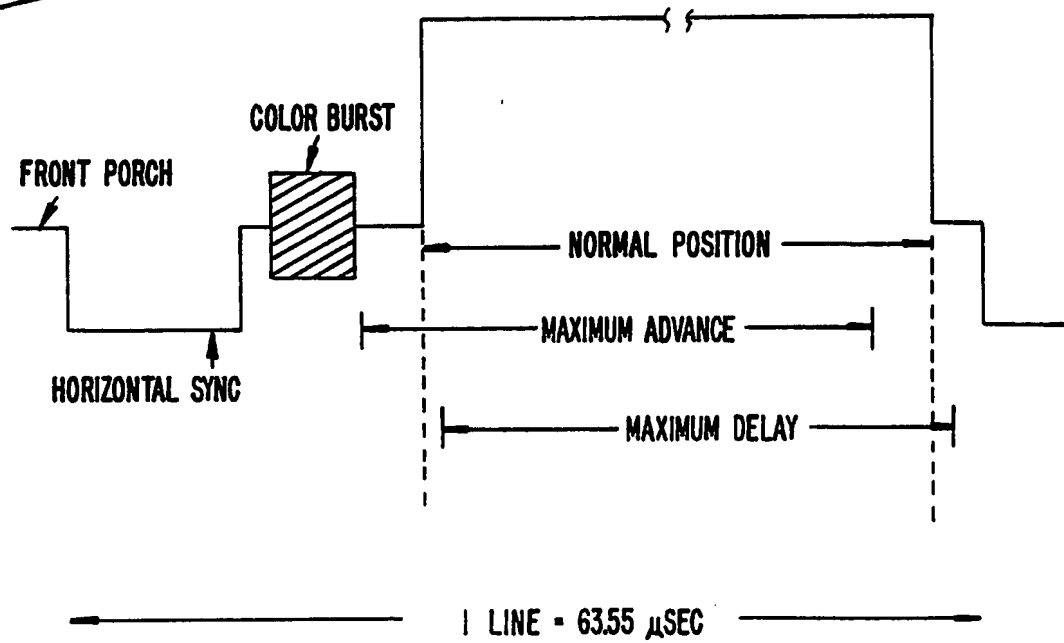 COLOR BURST
FRONT PORCH
NORMAL POSITION
MAXIMUM ADVANCE
HORIZONTAL SYNC
MAXIMUM DELAY
1 LINE = 63.55 µSEC